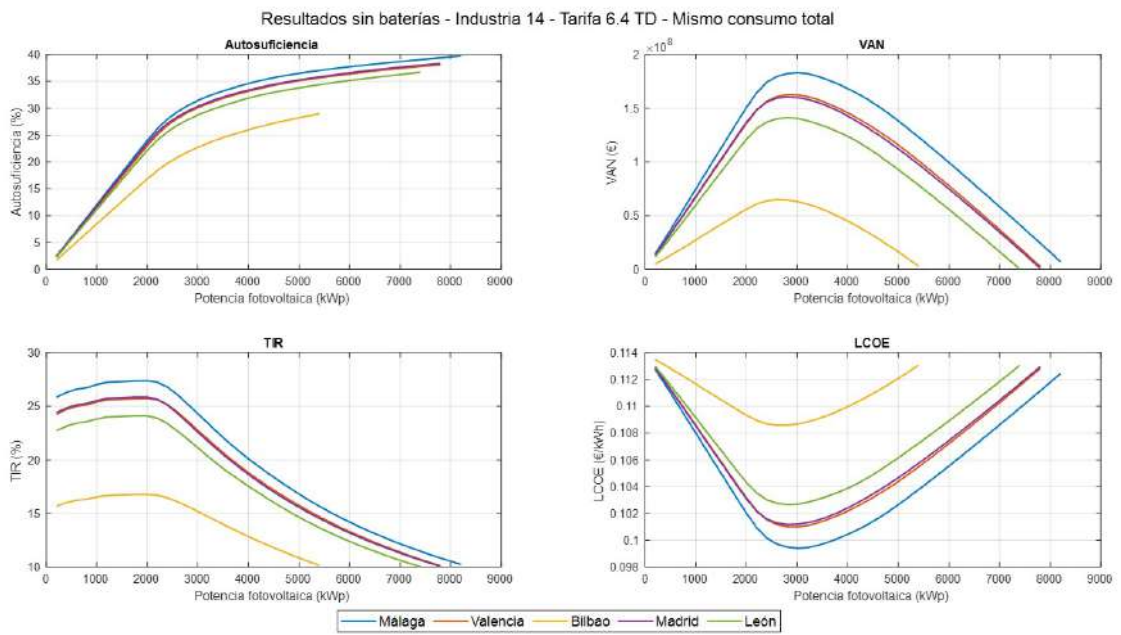 Resultados sin baterías - Industria 14 - Tarifa 6.4 TD - Mismo consumo total
Autosuficiencia
Autosuficiencia (%)
40
35
30
25
20
15
10
5
0
0 1000 2000 3000 4000 5000 6000 7000 8000 9000
Potencia fotovoltaica (kWp)
VAN
×10⁸
VAN (€)
2
1.5
1
0.5
0
0 1000 2000 3000 4000 5000 6000 7000 8000 9000
Potencia fotovoltaica (kWp)
TIR
TIR (%)
30
25
20
15
10
0 1000 2000 3000 4000 5000 6000 7000 8000 9000
Potencia fotovoltaica (kWp)
LCOE
LCOE (€/kWh)
0.114
0.112
0.11
0.108
0.106
0.104
0.102
0.1
0.098
0 1000 2000 3000 4000 5000 6000 7000 8000 9000
Potencia fotovoltaica (kWp)
Málaga Valencia Bilbao Madrid León